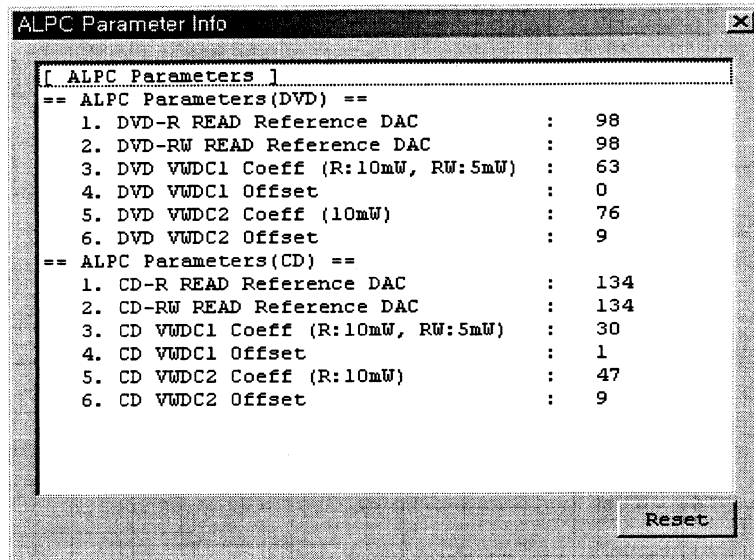 ALPC Parameter Info
[ ALPC Parameters ]
== ALPC Parameters(DVD) ==
1. DVD-R READ Reference DAC : 98
2. DVD-RW READ Reference DAC : 98
3. DVD VWDC1 Coeff (R:10mW, RW:5mW) : 63
4. DVD VWDC1 Offset : 0
5. DVD VWDC2 Coeff (10mW) : 76
6. DVD VWDC2 Offset : 9
== ALPC Parameters(CD) ==
1. CD-R READ Reference DAC : 134
2. CD-RW READ Reference DAC : 134
3. CD VWDC1 Coeff (R:10mW, RW:5mW) : 30
4. CD VWDC1 Offset : 1
5. CD VWDC2 Coeff (R:10mW) : 47
6. CD VWDC2 Offset : 9
Reset